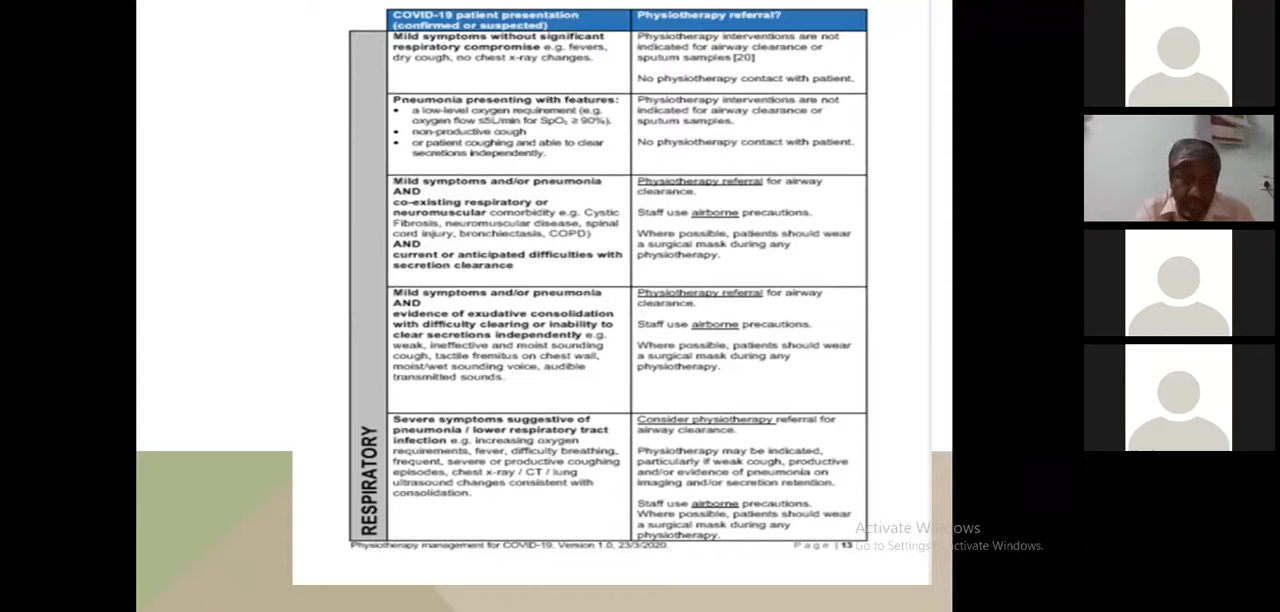 COVID-19 patient presentation
(confirmed or suspected)
Physiotherapy referral?
Mild symptoms without significant
respiratory compromise e.g. fevers,
dry cough, no chest x-ray changes.
Physiotherapy interventions are not
indicated for airway clearance or
sputum samples [20]
No physiotherapy contact with patient.
Pneumonia presenting with features:
• a low-level oxygen requirement (e.g.
oxygen flow ≤5L/min for SpO₂ ≥ 90%).
• non-productive cough
• or patient coughing and able to clear
secretions independently.
Physiotherapy interventions are not
indicated for airway clearance or
sputum samples.
No physiotherapy contact with patient.
Mild symptoms and/or pneumonia
AND
co-existing respiratory or
neuromuscular comorbidity e.g. Cystic
Fibrosis, neuromuscular disease, spinal
cord injury, bronchiectasis, COPD)
AND
current or anticipated difficulties with
secretion clearance
Physiotherapy referral for airway
clearance.
Staff use airborne precautions.
Where possible, patients should wear
a surgical mask during any
physiotherapy.
Mild symptoms and/or pneumonia
AND
evidence of exudative consolidation
with difficulty clearing or inability to
clear secretions independently e.g.
weak, ineffective and moist sounding
cough, tactile fremitus on chest wall,
moist/wet sounding voice, audible
transmitted sounds.
Physiotherapy referral for airway
clearance.
Staff use airborne precautions.
Where possible, patients should wear
a surgical mask during any
physiotherapy.
Severe symptoms suggestive of
pneumonia / lower respiratory tract
infection e.g. increasing oxygen
requirements, fever, difficulty breathing,
frequent, severe or productive coughing
episodes, chest x-ray / CT / lung
ultrasound changes consistent with
consolidation.
Consider physiotherapy referral for
airway clearance.
Physiotherapy may be indicated,
particularly if weak cough, productive
and/or evidence of pneumonia on
imaging and/or secretion retention.
Staff use airborne precautions.
Where possible, patients should wear
a surgical mask during any
physiotherapy.
RESPIRATORY
Physiotherapy management for COVID-19. Version 1.0, 23/3/2020.
Page | 13
Activate Windows
Go to Settings to activate Windows.